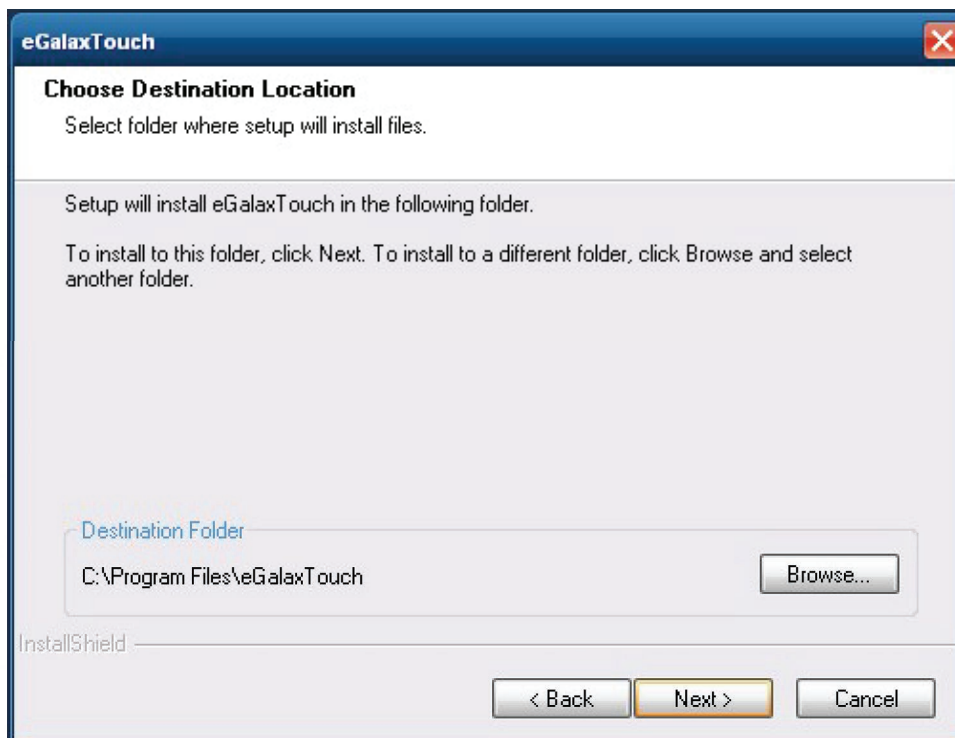 eGalaxTouch
Choose Destination Location
Select folder where setup will install files.
Setup will install eGalaxTouch in the following folder.
To install to this folder, click Next. To install to a different folder, click Browse and select
another folder.
Destination Folder
C:\Program Files\eGalaxTouch
Browse...
InstallShield
< Back
Next >
Cancel